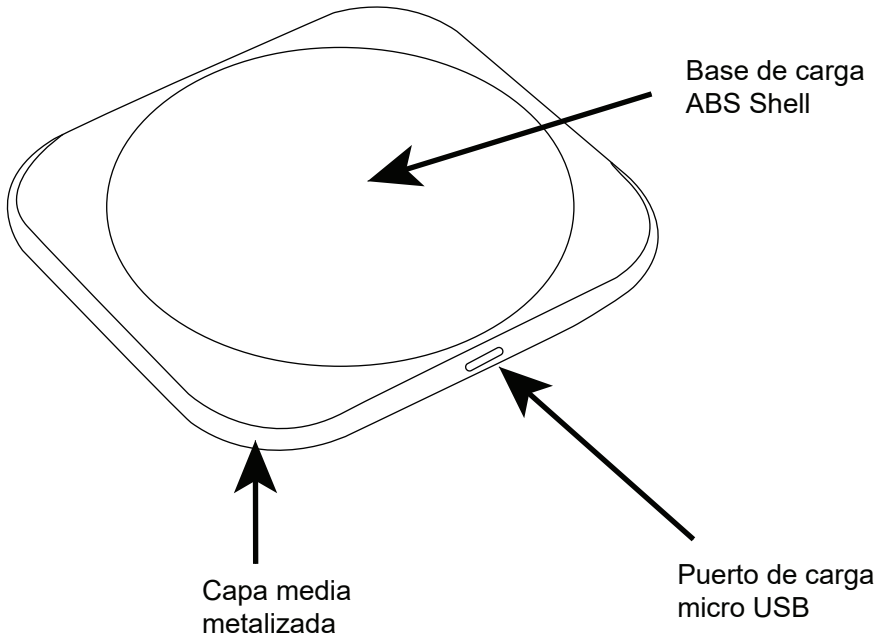 Base de carga
ABS Shell
Puerto de carga
micro USB
Capa media
metalizada